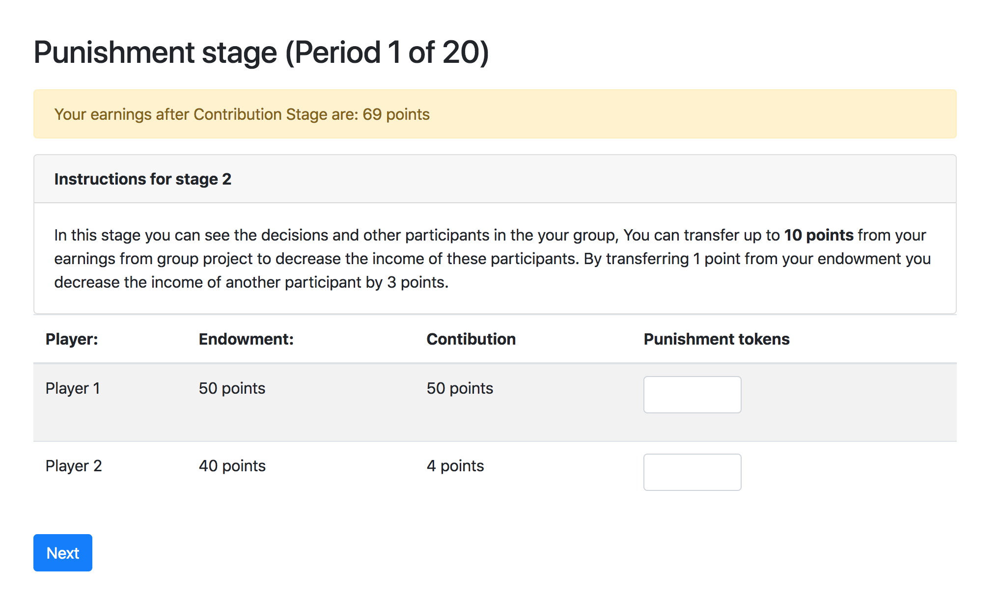 Punishment stage (Period 1 of 20)
Your earnings after Contribution Stage are: 69 points
Instructions for stage 2
In this stage you can see the decisions and other participants in the your group, You can transfer up to 10 points from your
earnings from group project to decrease the income of these participants. By transferring 1 point from your endowment you
decrease the income of another participant by 3 points.
Player: Endowment: Contibution Punishment tokens
Player 1 50 points 50 points
Player 2 40 points 4 points
Next